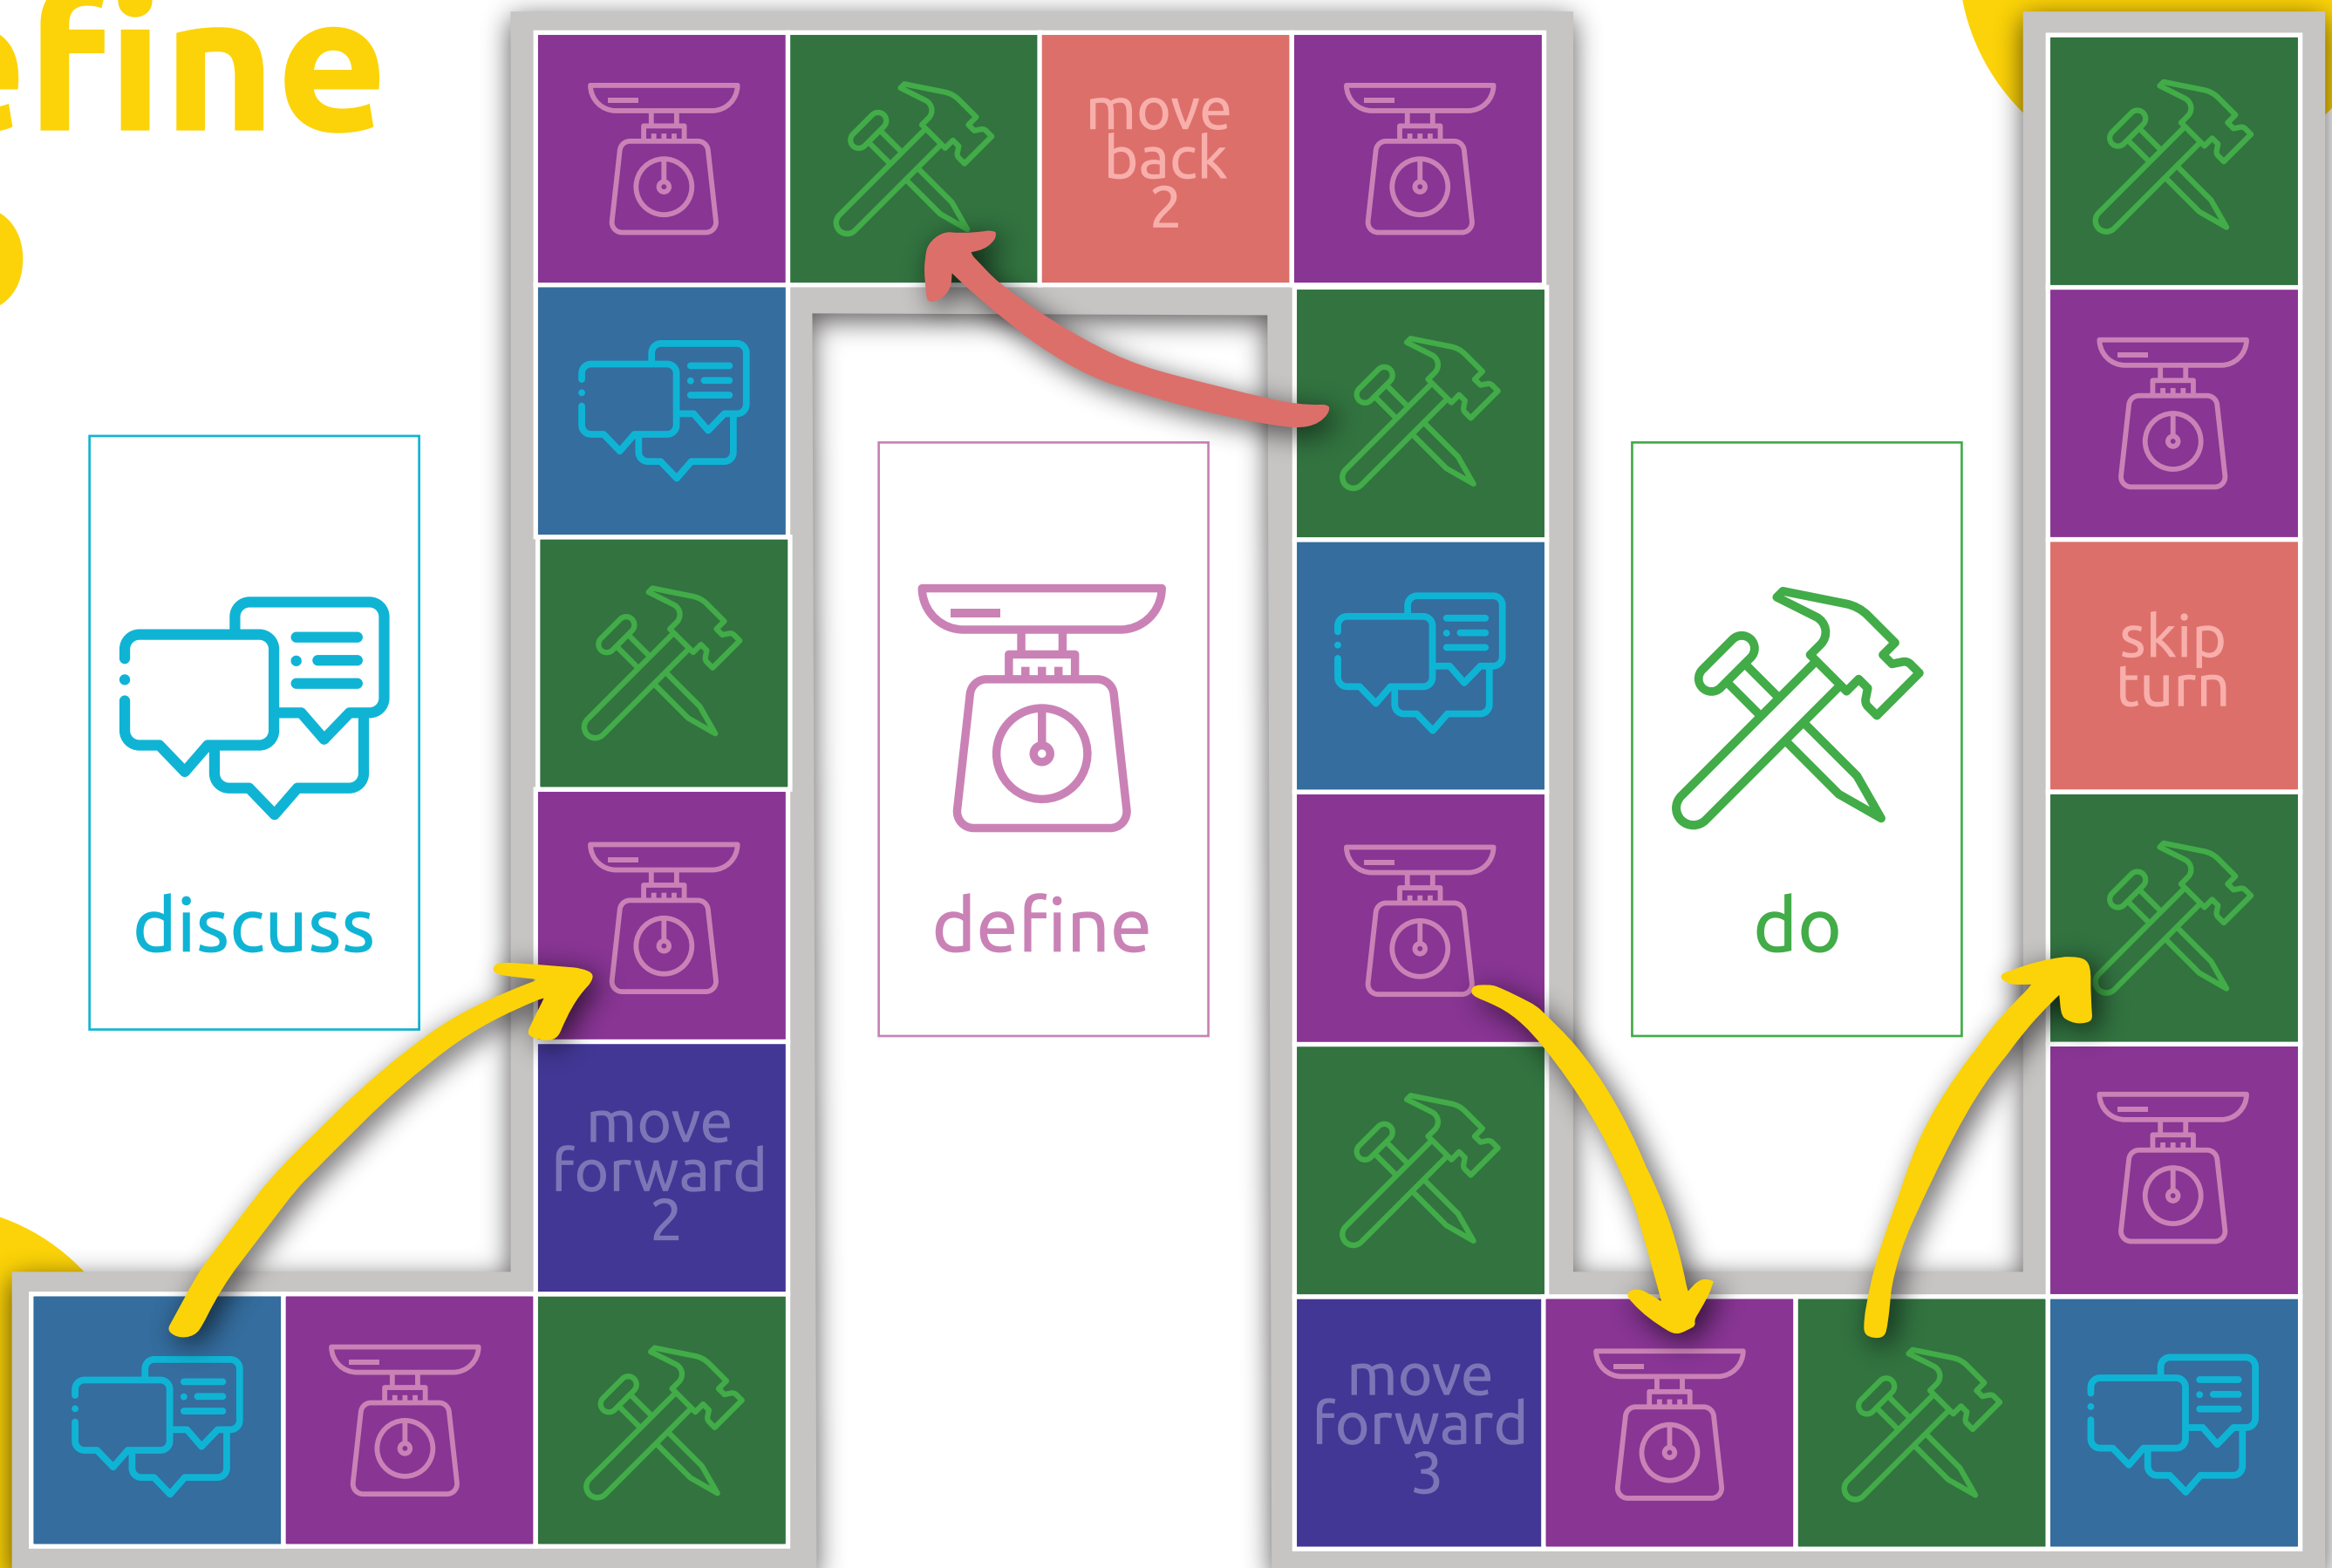 efine
move
back
2
skip
turn
discuss
define
do
move
forward
2
move
forward
3